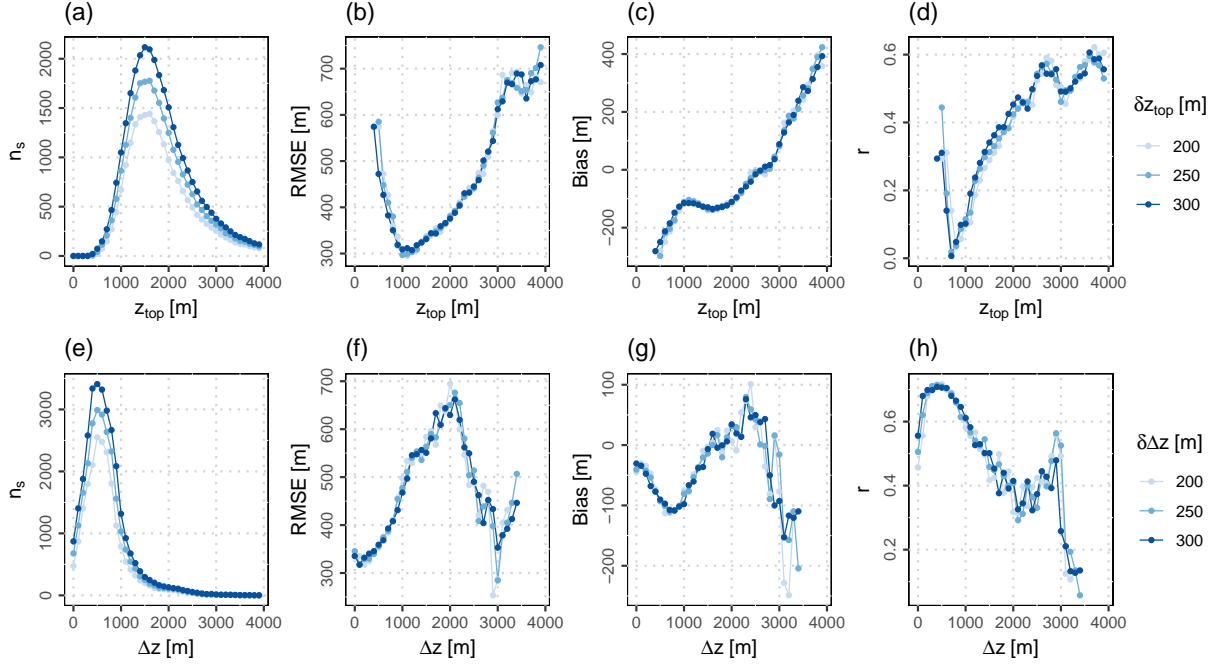 (a) (b) (c) (d)
n_s
0 500 1000 1500 2000
0 1000 2000 3000 4000
z_top [m]
RMSE [m]
300 400 500 600 700
0 1000 2000 3000 4000
z_top [m]
Bias [m]
−200 0 200 400
0 1000 2000 3000 4000
z_top [m]
r
0.0 0.2 0.4 0.6
0 1000 2000 3000 4000
z_top [m]
δz_top [m]
200
250
300
(e) (f) (g) (h)
n_s
0 1000 2000 3000
0 1000 2000 3000 4000
Δz [m]
RMSE [m]
300 400 500 600 700
0 1000 2000 3000 4000
Δz [m]
Bias [m]
−200 −100 0 100
0 1000 2000 3000 4000
Δz [m]
r
0.2 0.4 0.6
0 1000 2000 3000 4000
Δz [m]
δΔz [m]
200
250
300